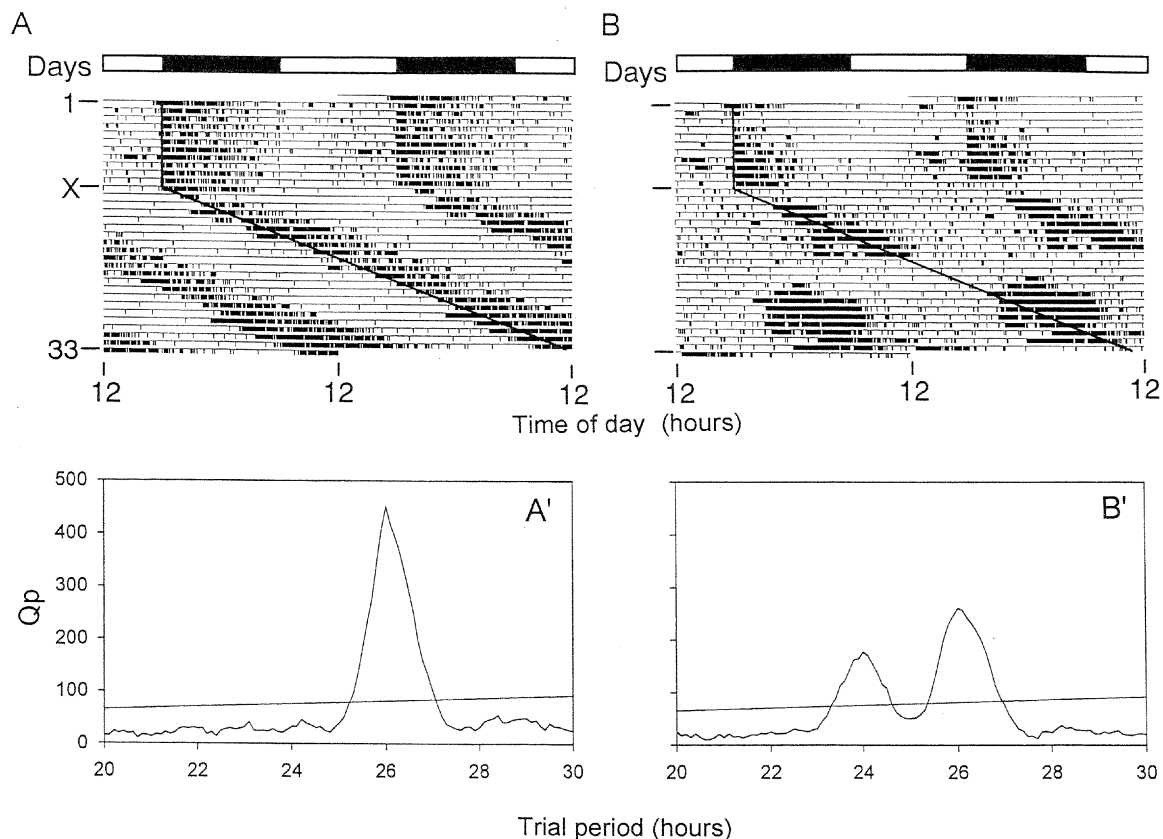 A
B
Days
Days
1
X
33
12 12 12
12 12 12
Time of day (hours)
A'
B'
Qp
500
400
300
200
100
0
20 22 24 26 28 30
20 22 24 26 28 30
Trial period (hours)